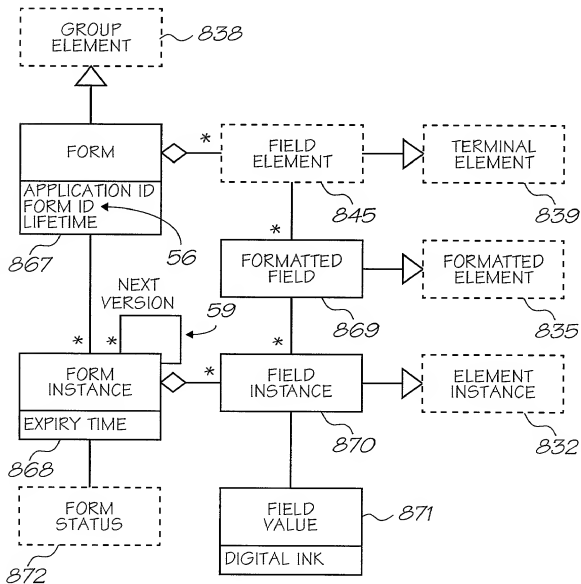 GROUP
ELEMENT
838
FORM
*
FIELD
ELEMENT
TERMINAL
ELEMENT
APPLICATION ID
FORM ID
LIFETIME
845
839
867
56
*
FORMATTED
FIELD
FORMATTED
ELEMENT
NEXT
VERSION
59
869
835
*
*
*
FORM
INSTANCE
*
FIELD
INSTANCE
ELEMENT
INSTANCE
EXPIRY TIME
868
870
832
FORM
STATUS
FIELD
VALUE
871
872
DIGITAL INK